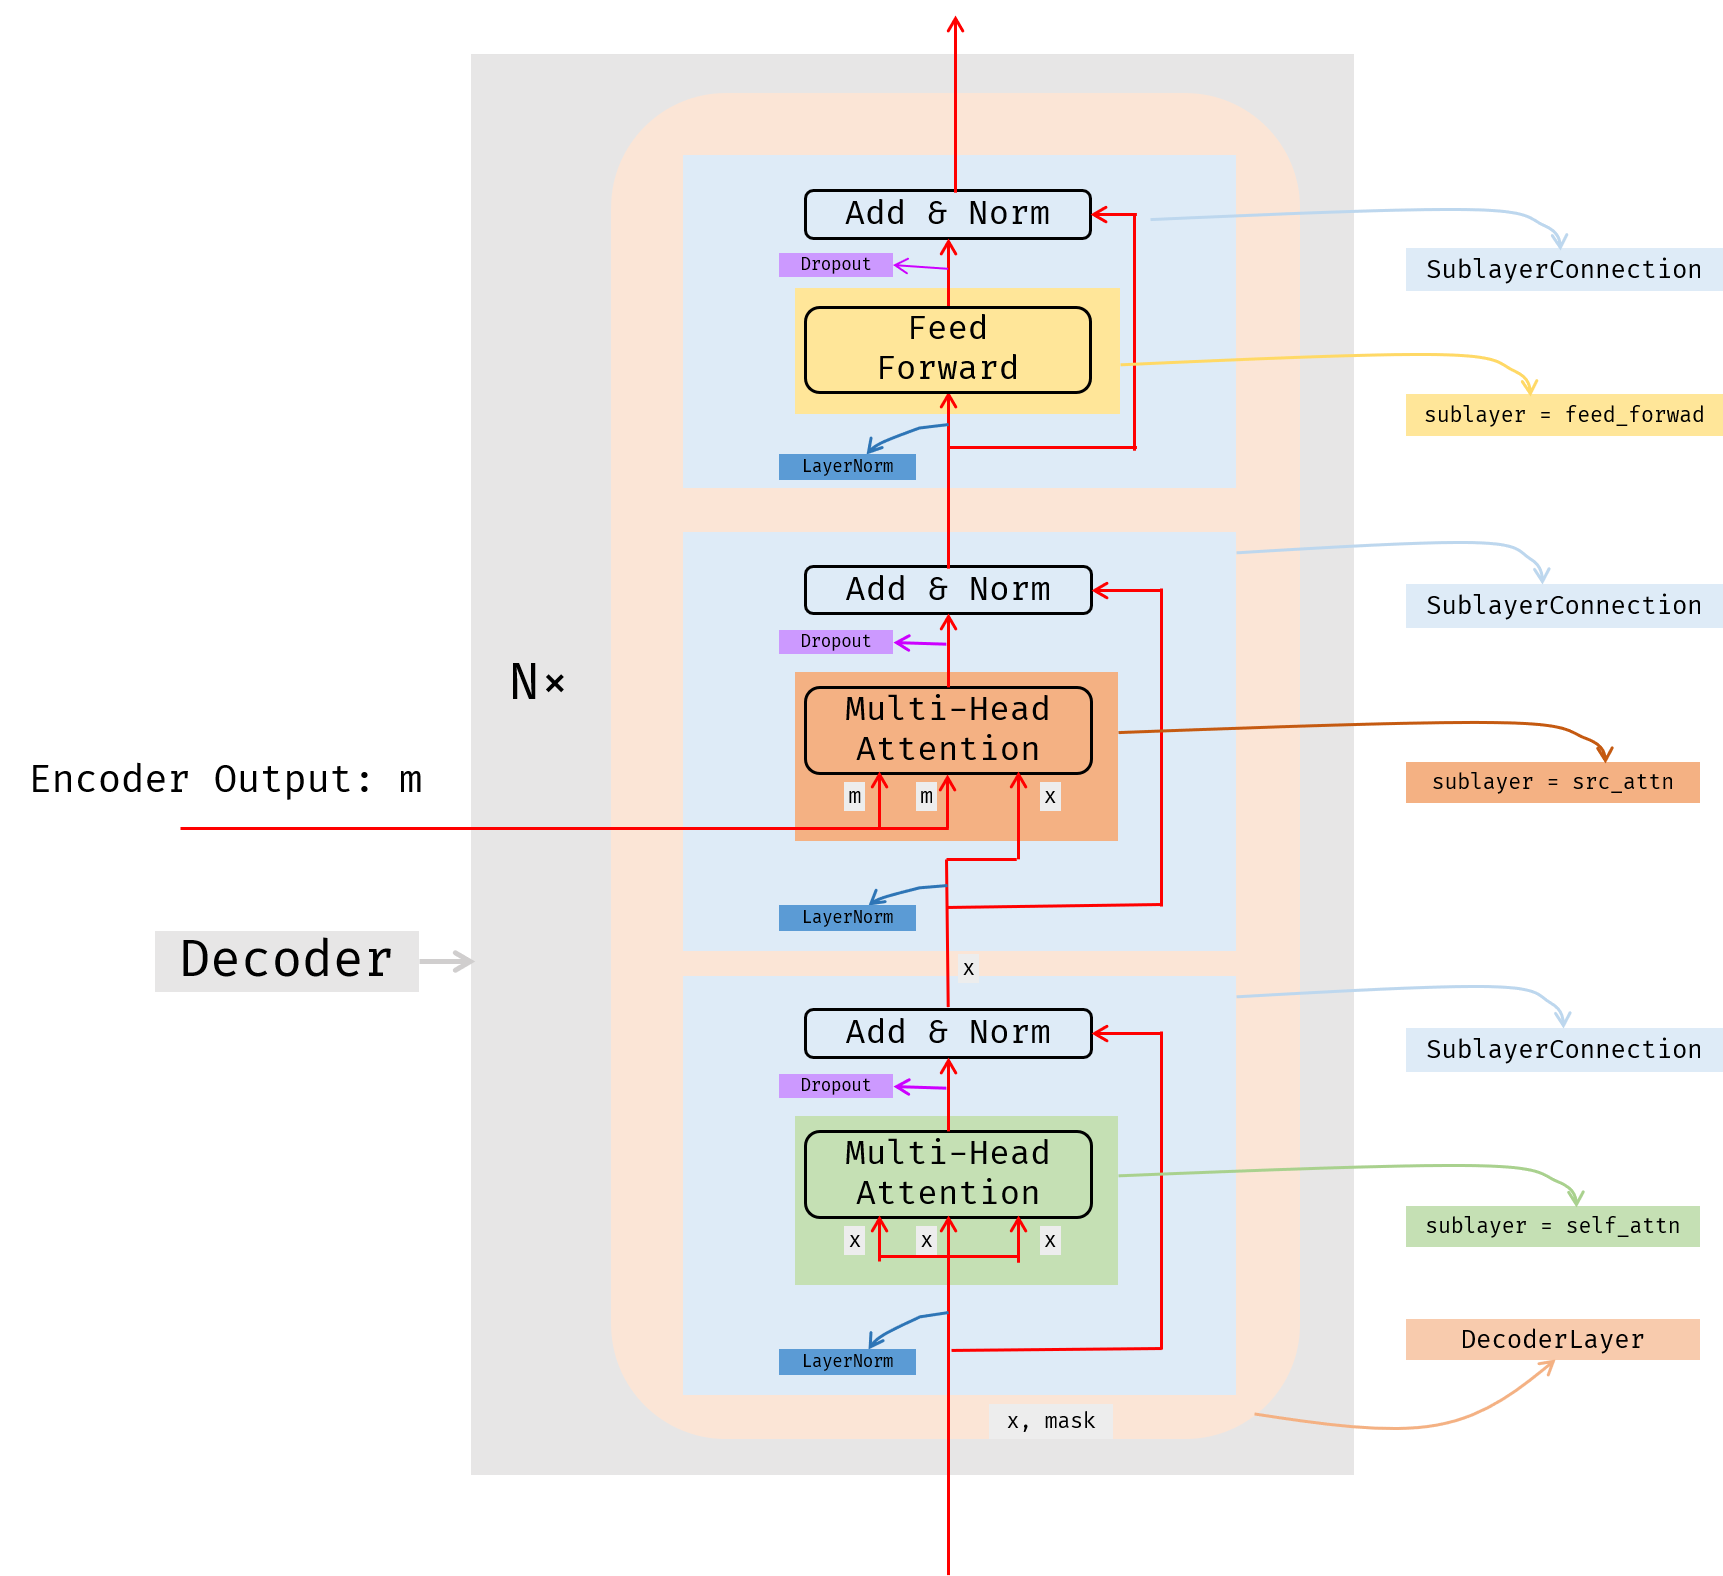 Add & Norm
Dropout
SublayerConnection
Feed
Forward
sublayer = feed_forwad
LayerNorm
Add & Norm
SublayerConnection
Dropout
N×
Multi-Head
Attention
Encoder Output: m
m
m
x
sublayer = src_attn
LayerNorm
Decoder
x
Add & Norm
SublayerConnection
Dropout
Multi-Head
Attention
x
x
x
sublayer = self_attn
LayerNorm
DecoderLayer
x, mask